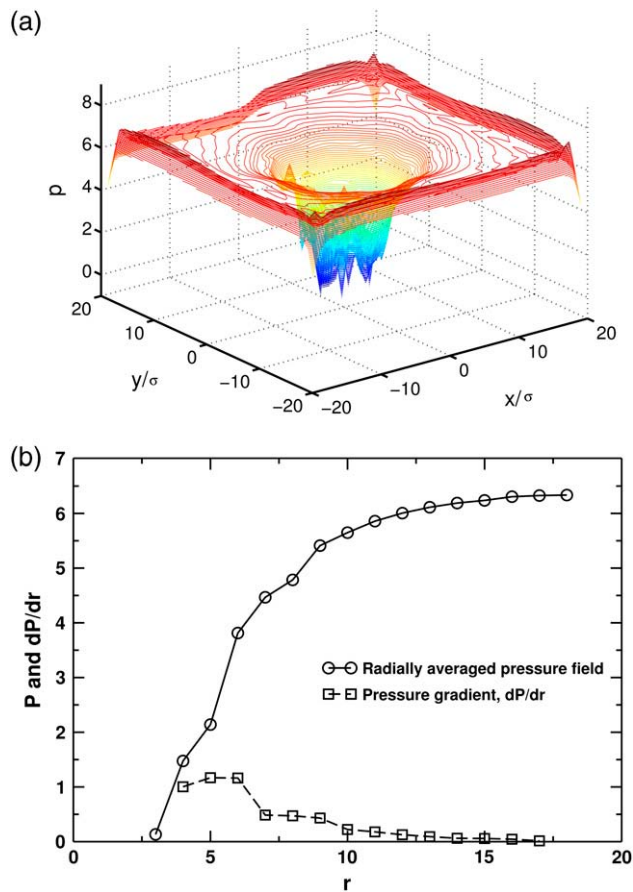 (a)
8
6
4
2
0
p
20
10
0
−10
−20
y/σ
−20
−10
0
10
20
x/σ
(b)
7
6
5
4
3
2
1
0
P and dP/dr
Radially averaged pressure field
Pressure gradient, dP/dr
0 5 10 15 20
r